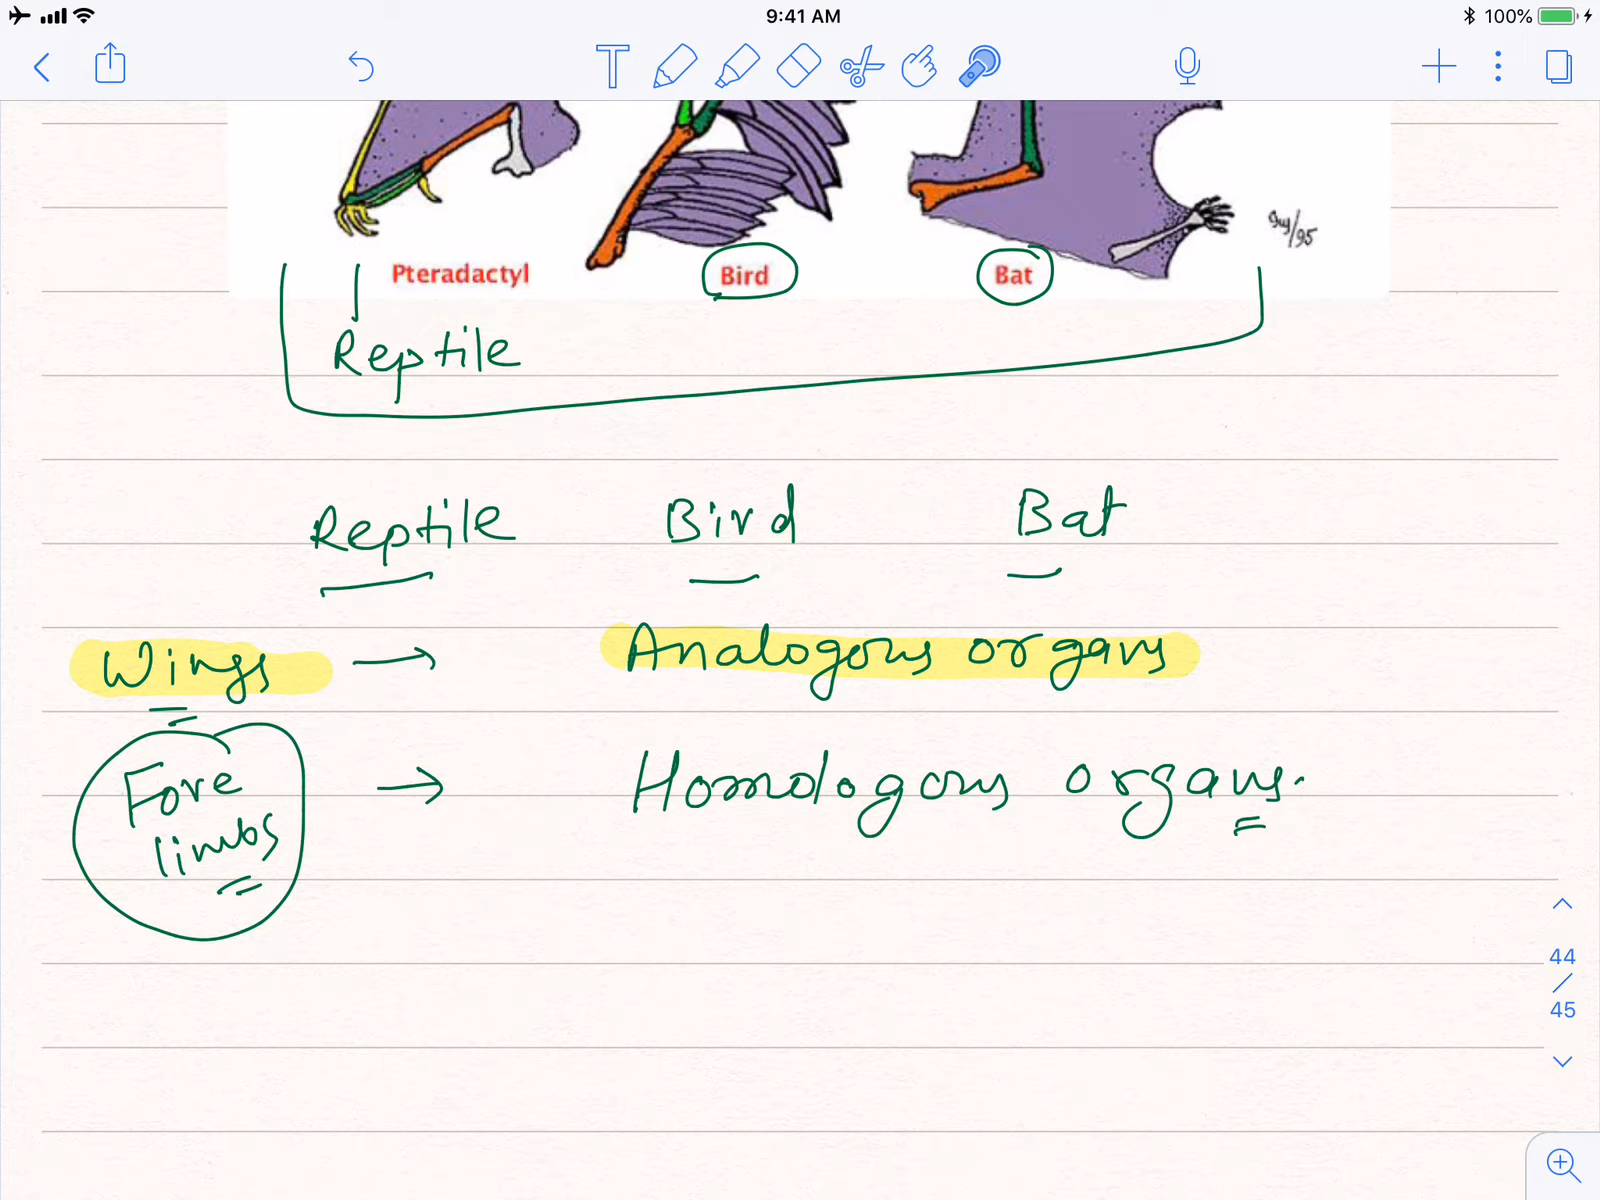 9:41 AM
100%
T
/95
Pteradactyl Bird Bat
Reptile
Reptile Bird Bat
Wings → Analogous organs
Fore → Homologous organs.
limbs
44
/
45